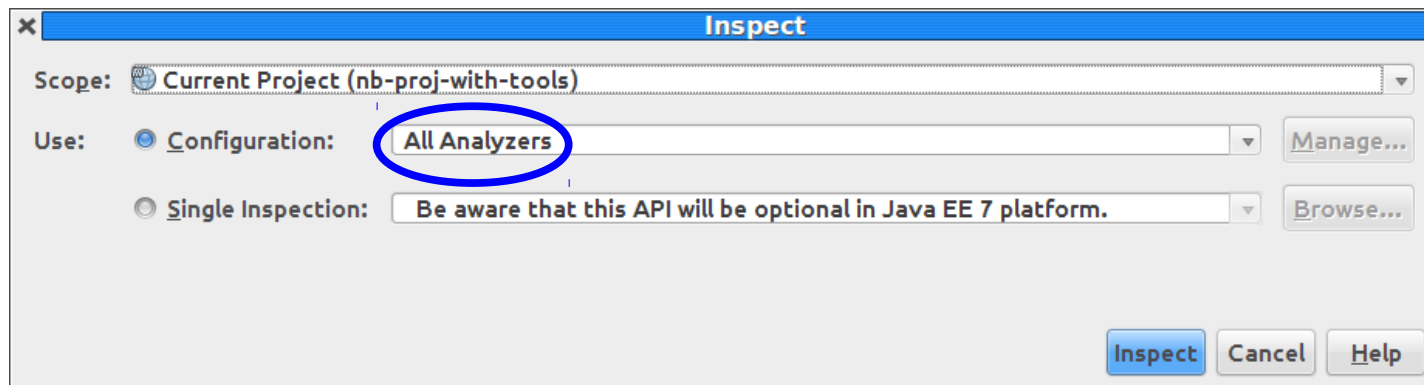 Inspect
Scope: Current Project (nb-proj-with-tools)
Use: Configuration: All Analyzers Manage...
Single Inspection: Be aware that this API will be optional in Java EE 7 platform. Browse...
Inspect Cancel Help